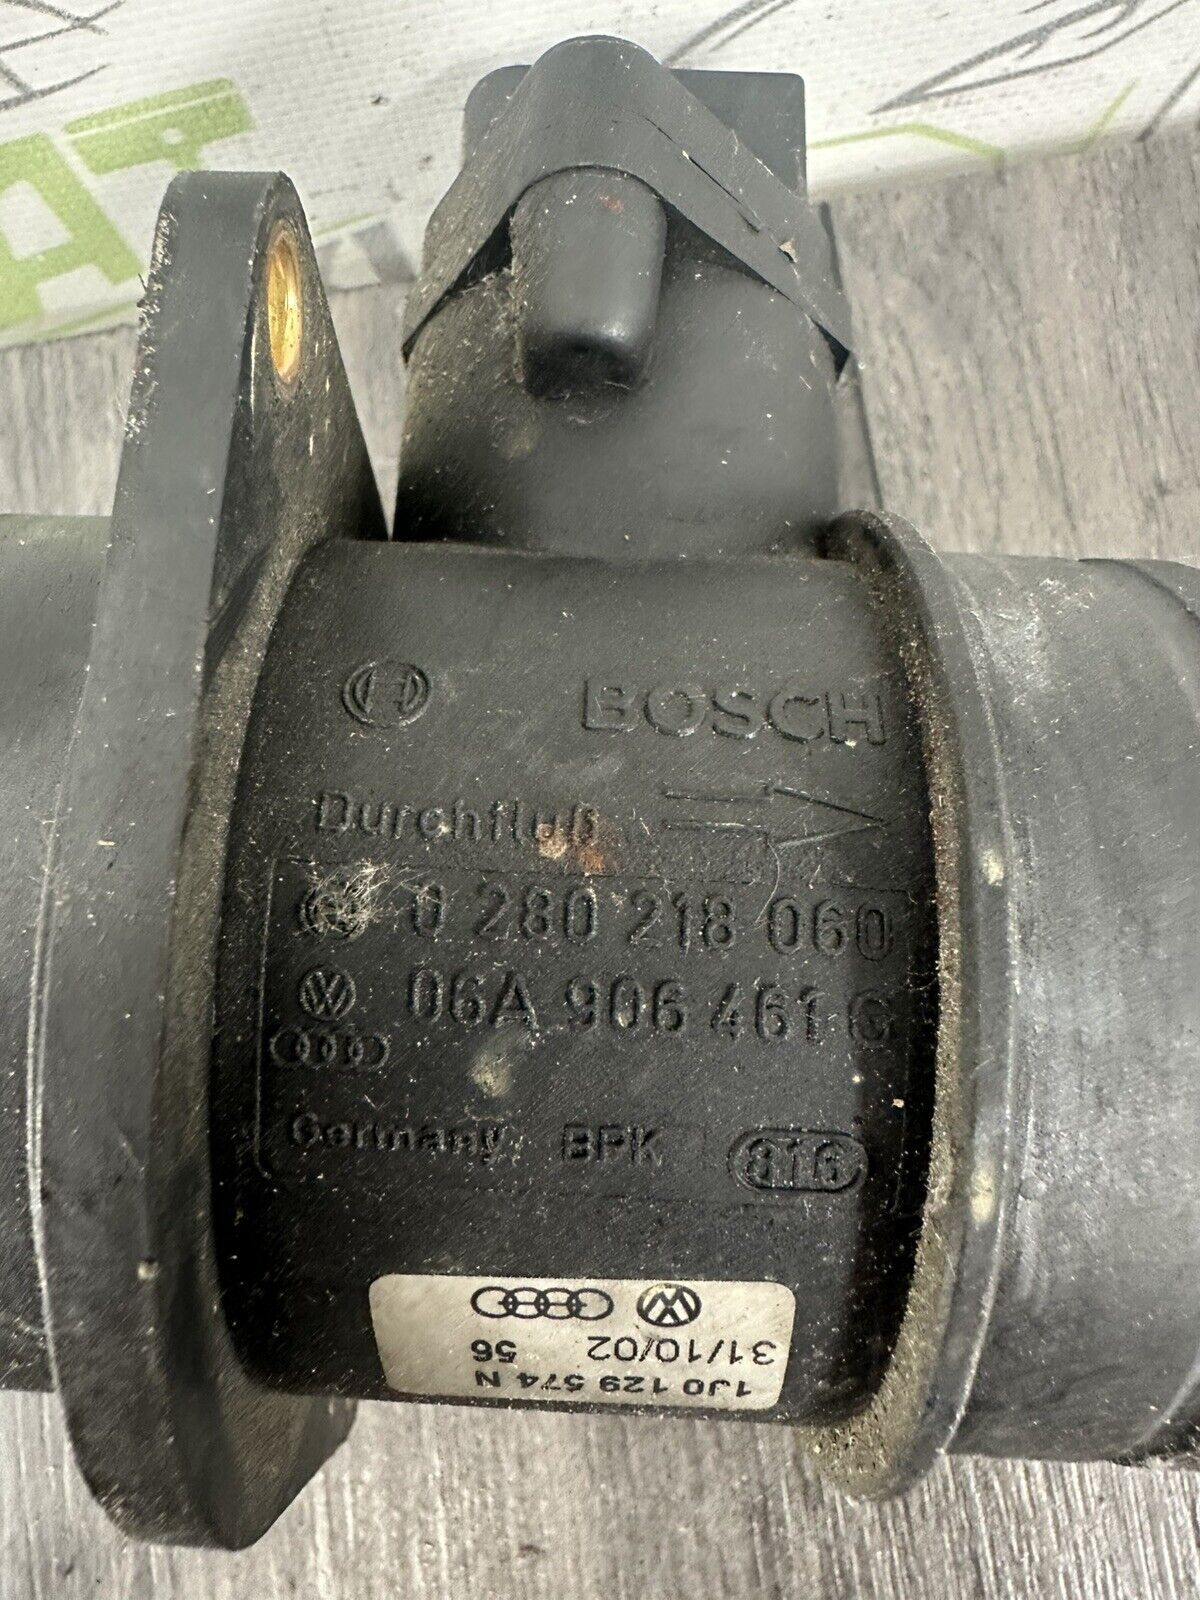 BOSCH
Durchfluß
0 280 218 060
06A 906 461 G
Germany BPK 816
1J0 129 574 N
56
31/10/02